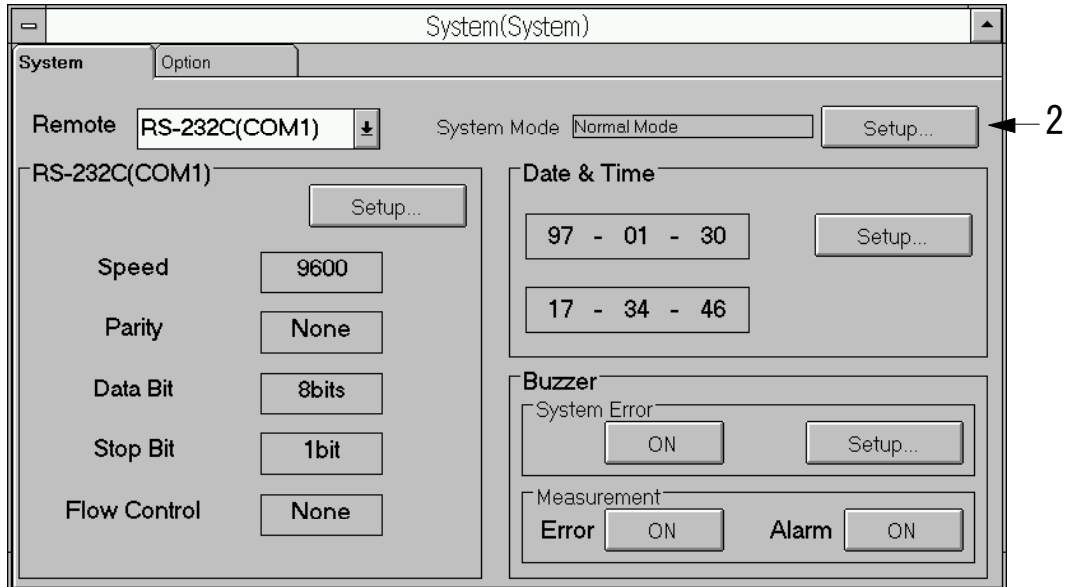 System(System)
System Option
Remote RS-232C(COM1) System Mode Normal Mode Setup... 2
RS-232C(COM1)
Setup...
Speed 9600
Parity None
Data Bit 8bits
Stop Bit 1bit
Flow Control None
Date & Time
97 - 01 - 30 Setup...
17 - 34 - 46
Buzzer
System Error
ON Setup...
Measurement
Error ON Alarm ON